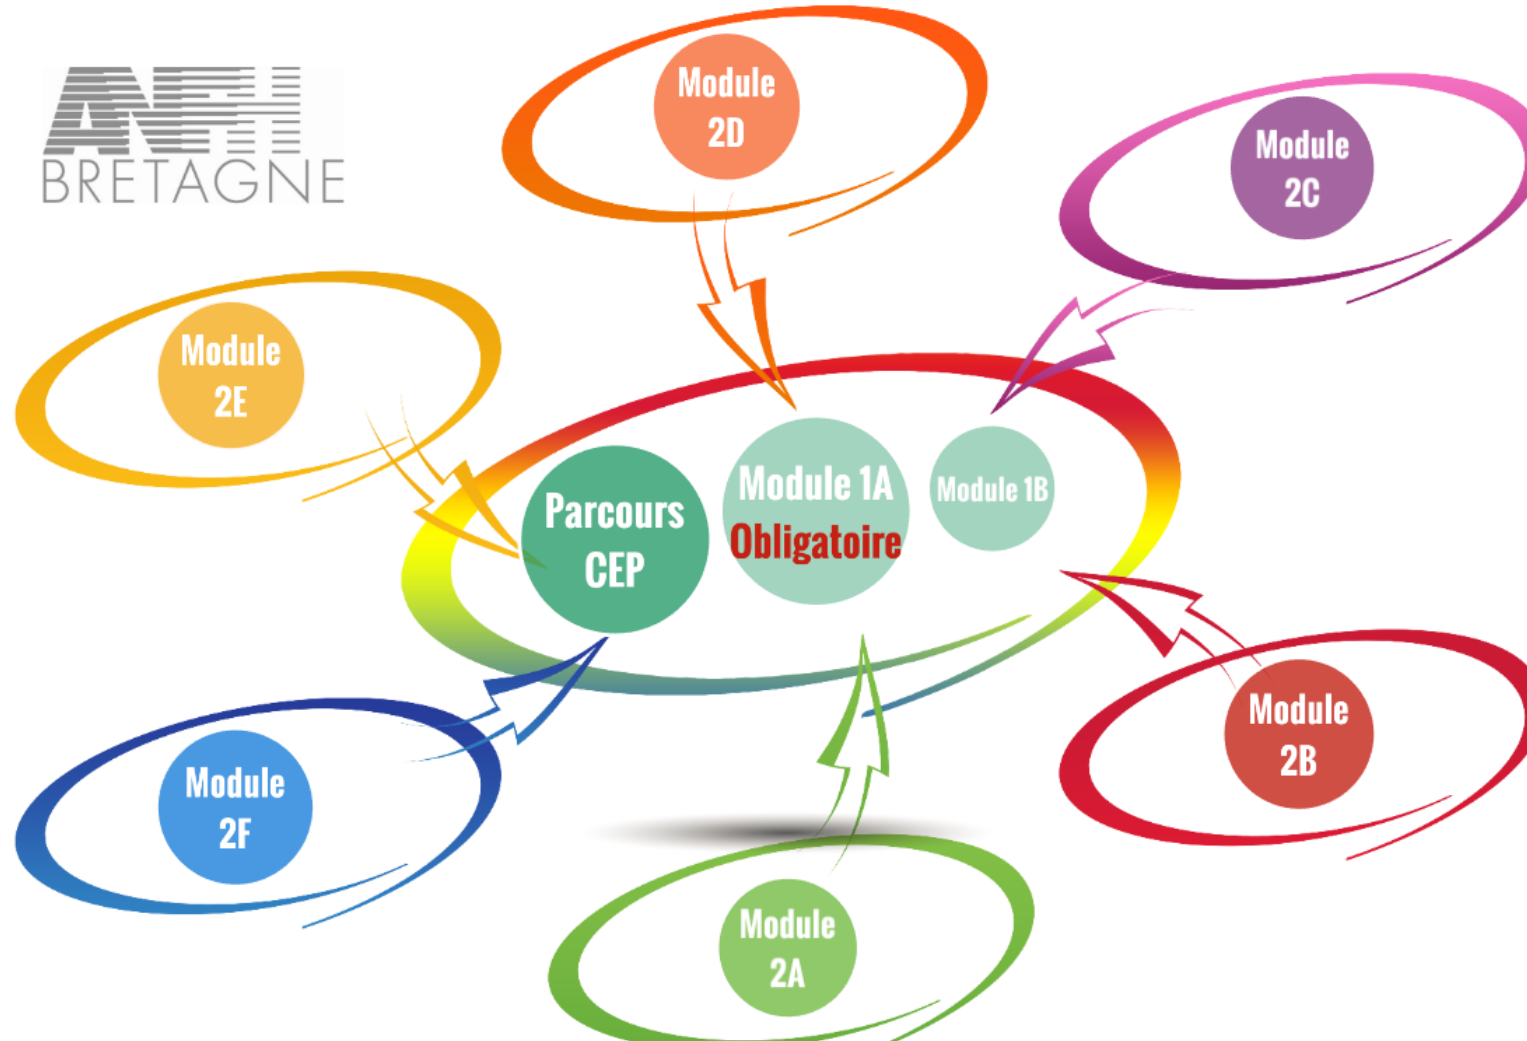 ANFH
BRETAGNE
Module
2D
Module
2C
Module
2E
Parcours
CEP
Module 1A
Obligatoire
Module 1B
Module
2B
Module
2F
Module
2A